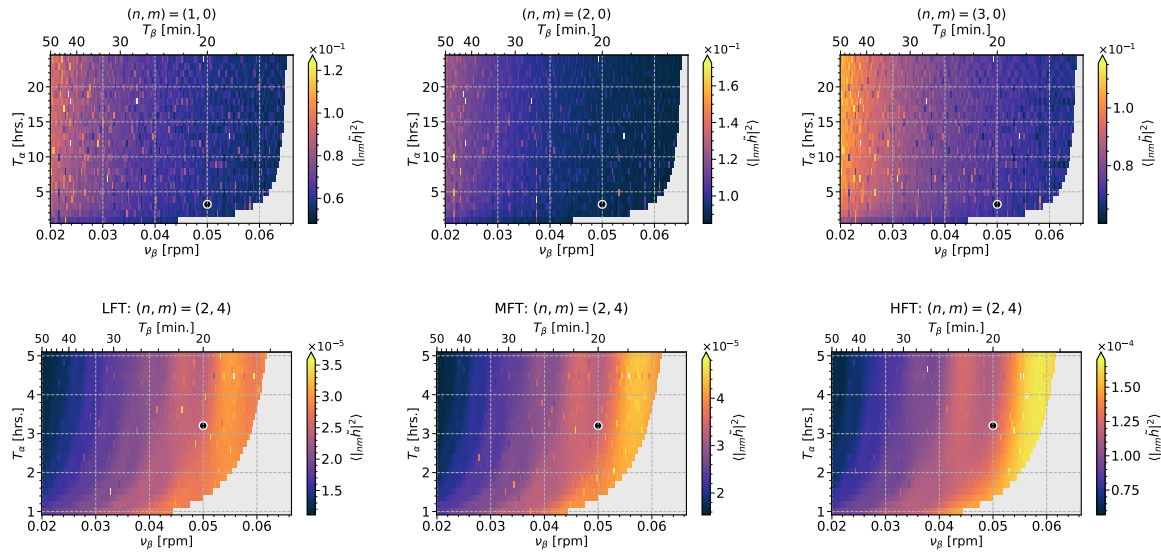 (n, m) = (1, 0)
T_β [min.]
50 40 30 20
×10⁻¹
20
15
10
5
T_α [hrs.]
1.2
1.0
0.8
0.6
⟨|ₙₘh̃|²⟩
0.02 0.03 0.04 0.05 0.06
ν_β [rpm]
(n, m) = (2, 0)
T_β [min.]
50 40 30 20
×10⁻¹
20
15
10
5
T_α [hrs.]
1.6
1.4
1.2
1.0
⟨|ₙₘh̃|²⟩
0.02 0.03 0.04 0.05 0.06
ν_β [rpm]
(n, m) = (3, 0)
T_β [min.]
50 40 30 20
×10⁻¹
20
15
10
5
T_α [hrs.]
1.0
0.8
⟨|ₙₘh̃|²⟩
0.02 0.03 0.04 0.05 0.06
ν_β [rpm]
LFT: (n, m) = (2, 4)
T_β [min.]
50 40 30 20
×10⁻⁵
5
4
3
2
1
T_α [hrs.]
3.5
3.0
2.5
2.0
1.5
⟨|ₙₘh̃|²⟩
0.02 0.03 0.04 0.05 0.06
ν_β [rpm]
MFT: (n, m) = (2, 4)
T_β [min.]
50 40 30 20
×10⁻⁵
5
4
3
2
1
T_α [hrs.]
4
3
2
⟨|ₙₘh̃|²⟩
0.02 0.03 0.04 0.05 0.06
ν_β [rpm]
HFT: (n, m) = (2, 4)
T_β [min.]
50 40 30 20
×10⁻⁴
5
4
3
2
1
T_α [hrs.]
1.50
1.25
1.00
0.75
⟨|ₙₘh̃|²⟩
0.02 0.03 0.04 0.05 0.06
ν_β [rpm]